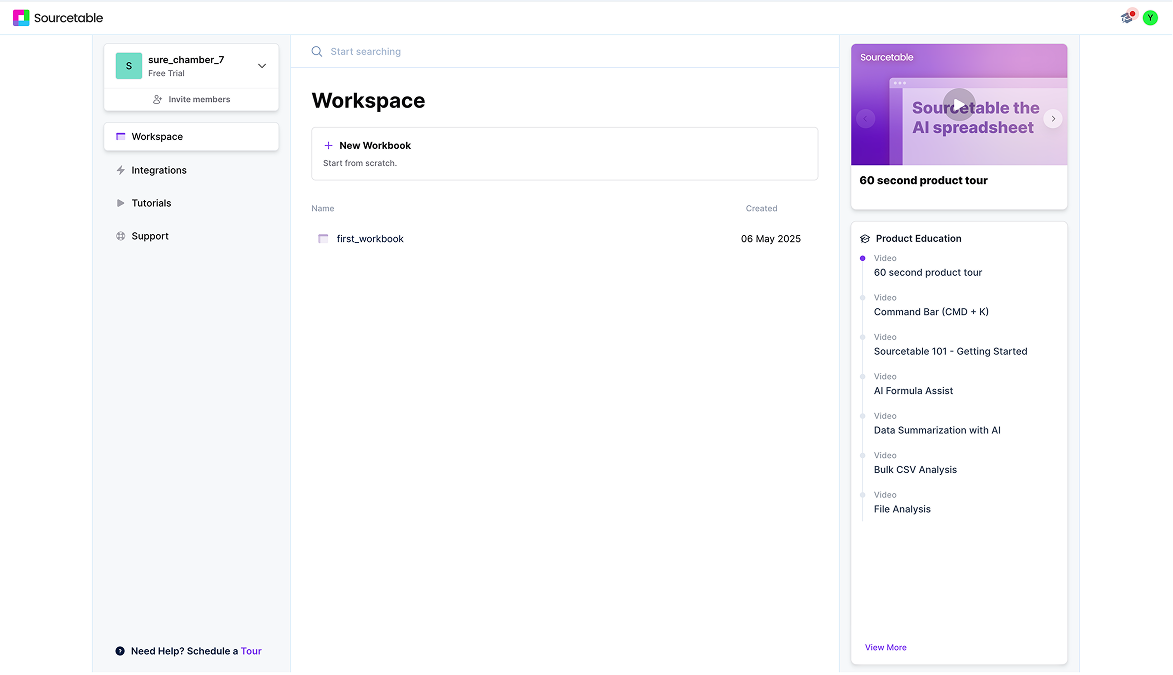 Sourcetable
Y
S
sure_chamber_7
Free Trial
Invite members
Workspace
Integrations
Tutorials
Support
Need Help? Schedule a Tour
Start searching
Workspace
New Workbook
Start from scratch.
Name Created
first_workbook 06 May 2025
Sourcetable
Sourcetable the
AI spreadsheet
60 second product tour
Product Education
Video
60 second product tour
Video
Command Bar (CMD + K)
Video
Sourcetable 101 - Getting Started
Video
AI Formula Assist
Video
Data Summarization with AI
Video
Bulk CSV Analysis
Video
File Analysis
View More